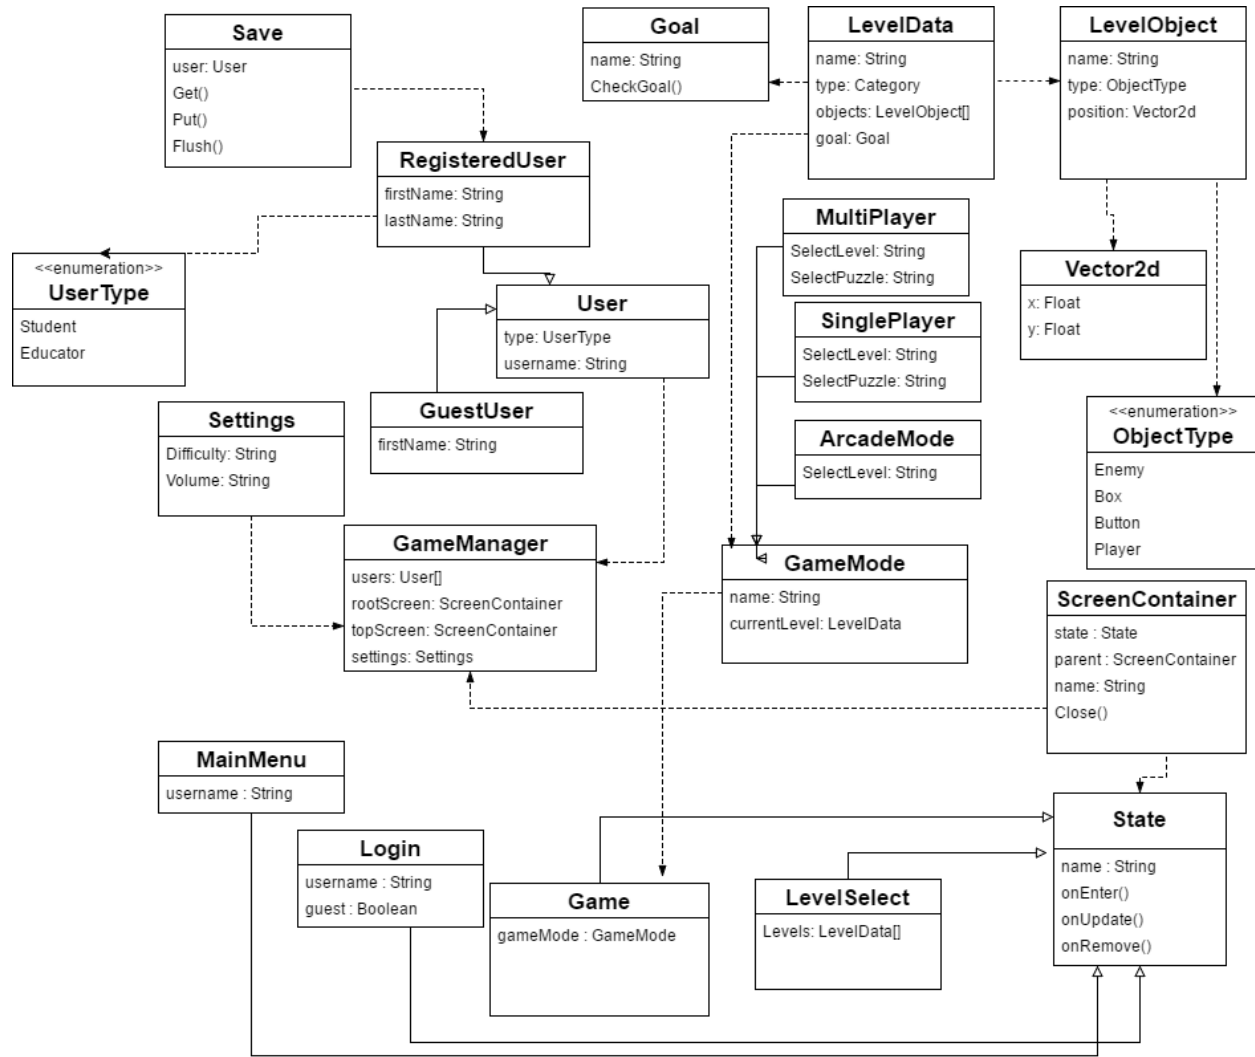 Save
user: User
Get()
Put()
Flush()
Goal
name: String
CheckGoal()
LevelData
name: String
type: Category
objects: LevelObject[]
goal: Goal
LevelObject
name: String
type: ObjectType
position: Vector2d
RegisteredUser
firstName: String
lastName: String
<<enumeration>>
UserType
Student
Educator
User
type: UserType
username: String
MultiPlayer
SelectLevel: String
SelectPuzzle: String
SinglePlayer
SelectLevel: String
SelectPuzzle: String
ArcadeMode
SelectLevel: String
Vector2d
x: Float
y: Float
<<enumeration>>
ObjectType
Enemy
Box
Button
Player
Settings
Difficulty: String
Volume: String
GuestUser
firstName: String
GameManager
users: User[]
rootScreen: ScreenContainer
topScreen: ScreenContainer
settings: Settings
GameMode
name: String
currentLevel: LevelData
ScreenContainer
state : State
parent : ScreenContainer
name: String
Close()
MainMenu
username : String
Login
username : String
guest : Boolean
Game
gameMode : GameMode
LevelSelect
Levels: LevelData[]
State
name : String
onEnter()
onUpdate()
onRemove()